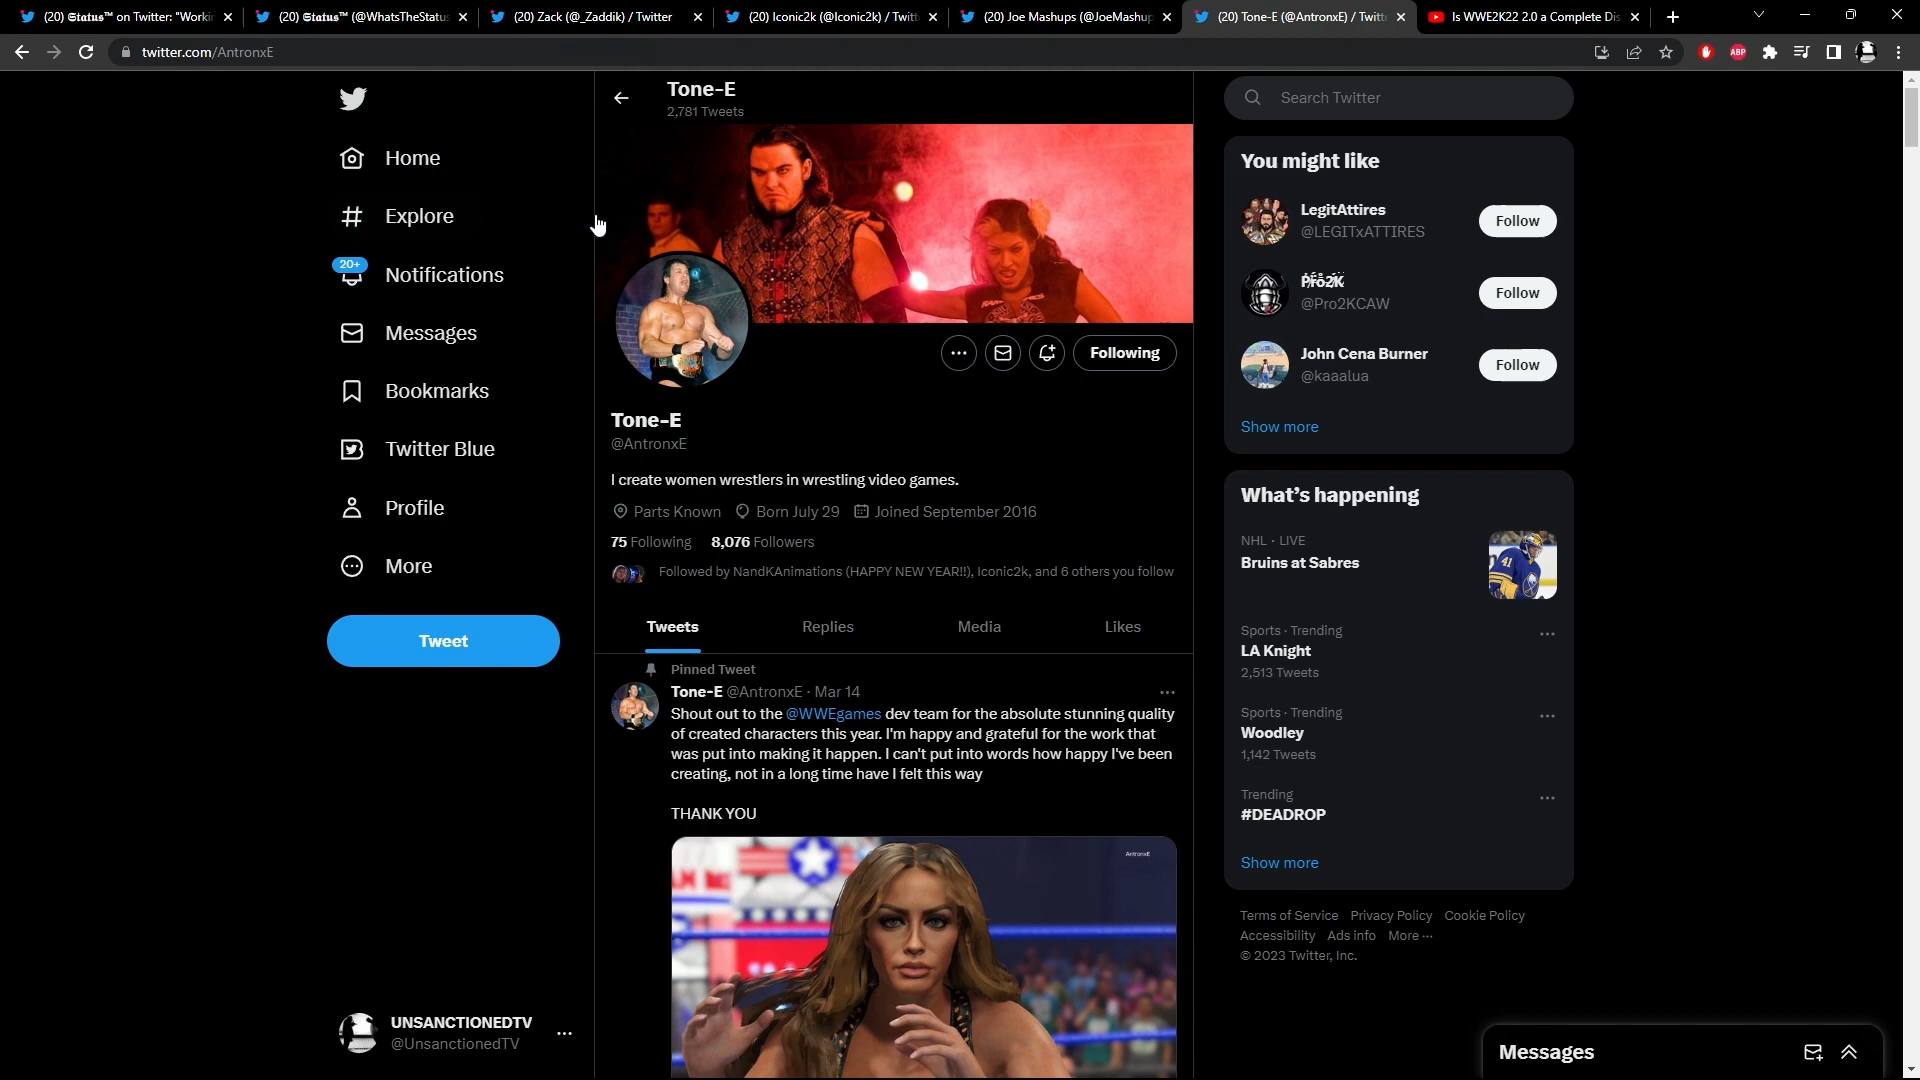 (20) 𝕾tatus™ on Twitter: "Workin
(20) 𝕾tatus™ (@WhatsTheStatus
(20) Zack (@_Zaddik) / Twitter
(20) Iconic2k (@Iconic2k) / Twitt
(20) Joe Mashups (@JoeMashup
(20) Tone-E (@AntronxE) / Twitt
Is WWE2K22 2.0 a Complete Dis
twitter.com/AntronxE
ABP
Home
Explore
20+
Notifications
Messages
Bookmarks
Twitter Blue
Profile
More
Tweet
UNSANCTIONEDTV
@UnsanctionedTV
Tone-E
2,781 Tweets
Following
Tone-E
@AntronxE
I create women wrestlers in wrestling video games.
Parts Known Born July 29 Joined September 2016
75 Following 8,076 Followers
Followed by NandKAnimations (HAPPY NEW YEAR!!), Iconic2k, and 6 others you follow
Tweets Replies Media Likes
Pinned Tweet
Tone-E @AntronxE · Mar 14
Shout out to the @WWEgames dev team for the absolute stunning quality
of created characters this year. I'm happy and grateful for the work that
was put into making it happen. I can't put into words how happy I've been
creating, not in a long time have I felt this way
THANK YOU
AntronxE
Search Twitter
You might like
LegitAttires
@LEGITxATTIRES
Follow
@Pro2KCAW
Follow
John Cena Burner
@kaaalua
Follow
Show more
What's happening
NHL · LIVE
Bruins at Sabres
41
Sports · Trending
LA Knight
2,513 Tweets
Sports · Trending
Woodley
1,142 Tweets
Trending
#DEADROP
Show more
Terms of Service Privacy Policy Cookie Policy
Accessibility Ads info More ···
© 2023 Twitter, Inc.
Messages